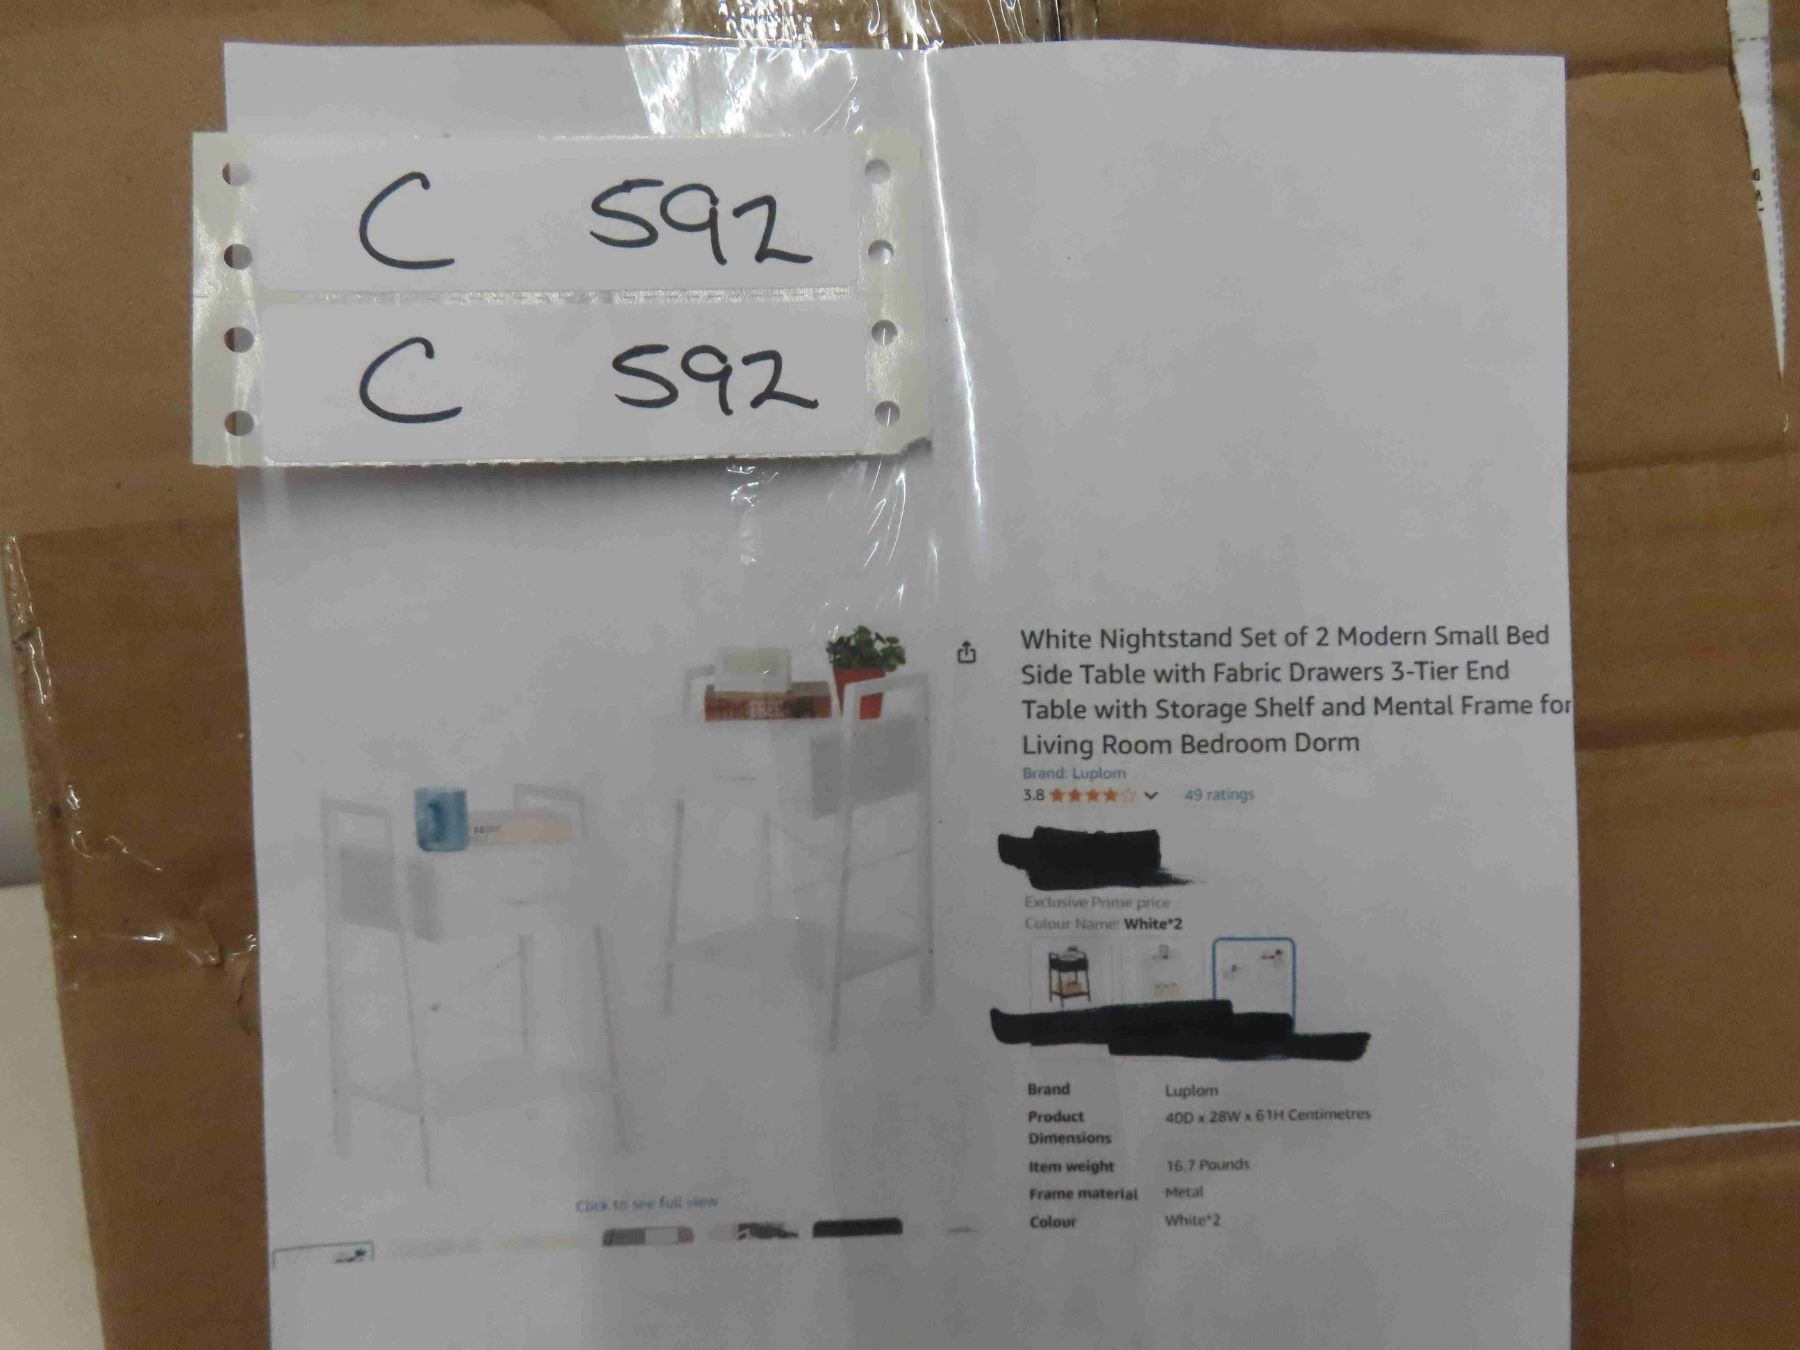 C 592
C 592
White Nightstand Set of 2 Modern Small Bed
Side Table with Fabric Drawers 3-Tier End
Table with Storage Shelf and Mental Frame for
Living Room Bedroom Dorm
Brand: Luplom
3.8 49 ratings
Exclusive Prime price
Colour Name: White*2
ABOUT
Brand Luplom
Product Dimensions 40D x 28W x 61H Centimetres
Item weight 16.7 Pounds
Frame material Metal
Colour White*2
Click to see full view